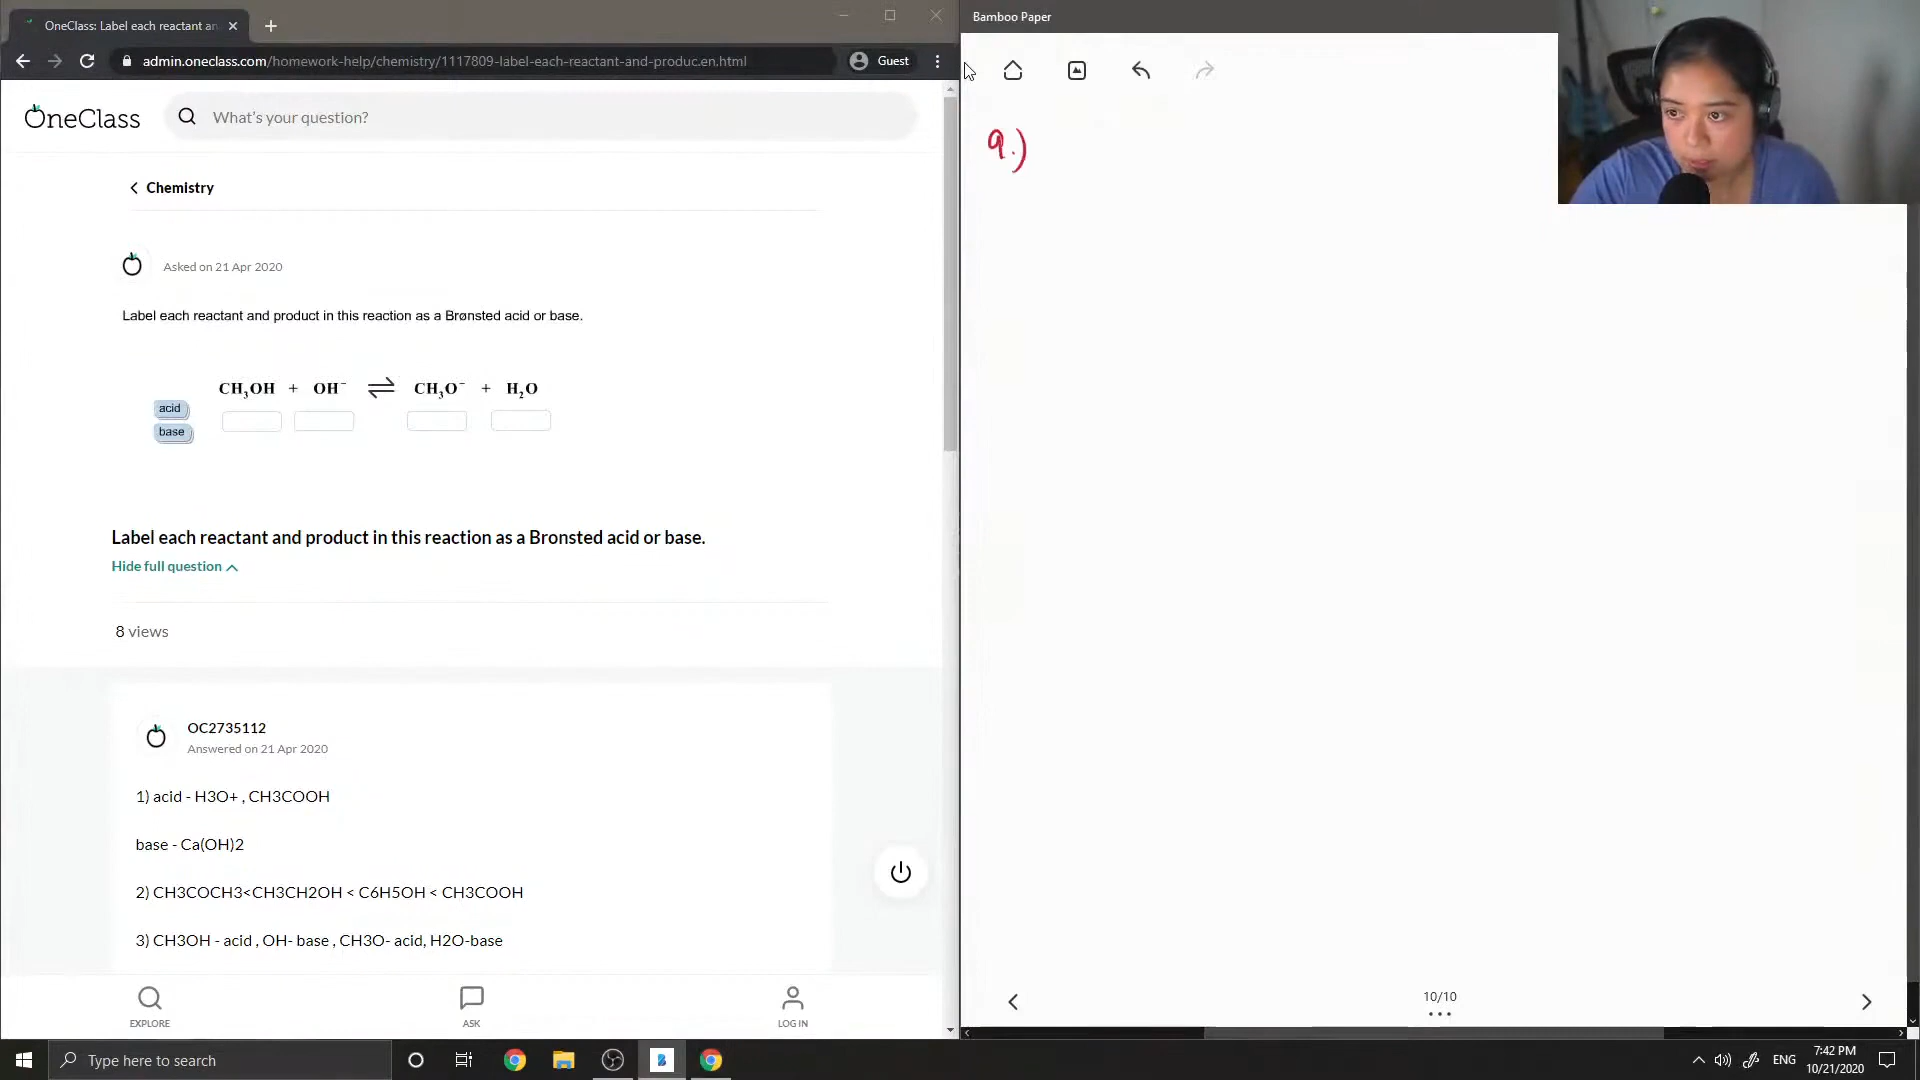 OneClass: Label each reactant an
admin.oneclass.com/homework-help/chemistry/1117809-label-each-reactant-and-produc.en.html
Guest
OneClass
What's your question?
Chemistry
Asked on 21 Apr 2020
Label each reactant and product in this reaction as a Brønsted acid or base.
CH₃OH + OH⁻ ⇌ CH₃O⁻ + H₂O
acid
base
Label each reactant and product in this reaction as a Bronsted acid or base.
Hide full question
8 views
OC2735112
Answered on 21 Apr 2020
1) acid - H3O+ , CH3COOH
base - Ca(OH)2
2) CH3COCH3<CH3CH2OH < C6H5OH < CH3COOH
3) CH3OH - acid , OH- base , CH3O- acid, H2O-base
EXPLORE
ASK
LOG IN
Bamboo Paper
9.)
10/10
Type here to search
ENG
7:42 PM
10/21/2020